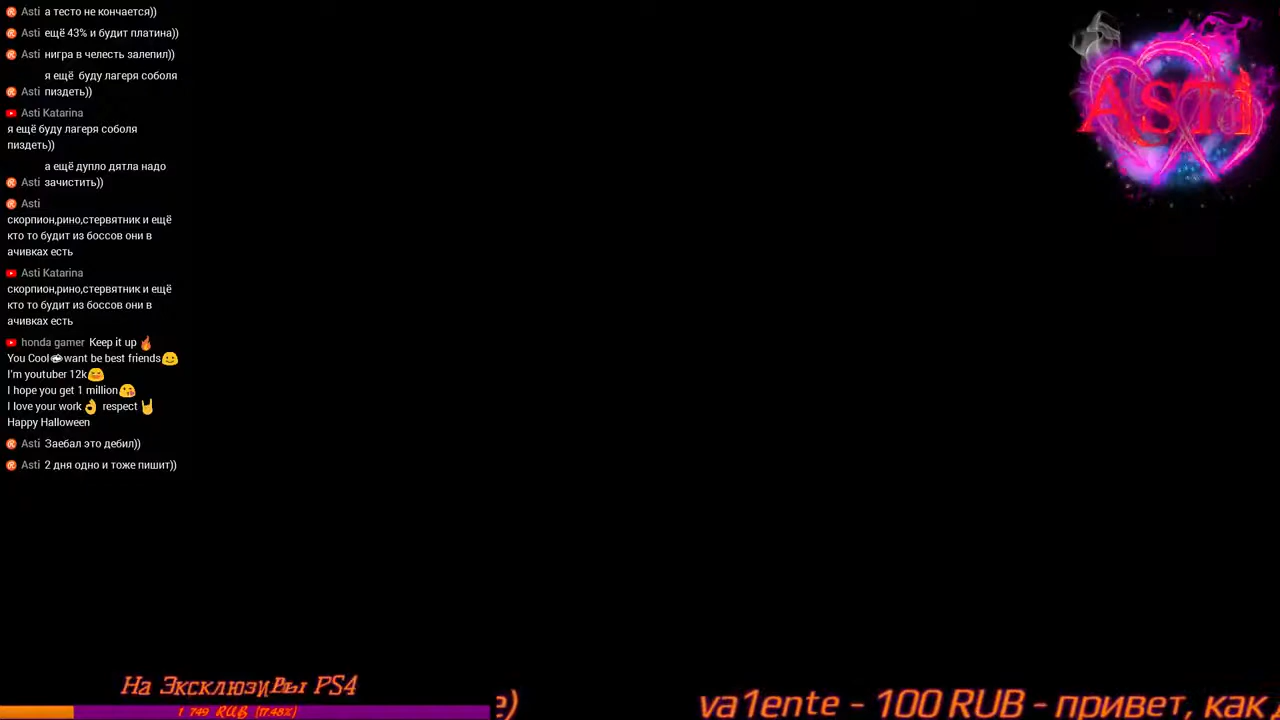 Asti а тесто не кончается))
Asti ещё 43% и будит платина))
Asti нигра в челесть залепил))
я ещё буду лагеря соболя
Asti пиздеть))
Asti Katarina
я ещё буду лагеря соболя
пиздеть))
а ещё дупло дятла надо
Asti зачистить))
Asti
скорпион,рино,стервятник и ещё
кто то будит из боссов они в
ачивках есть
Asti Katarina
скорпион,рино,стервятник и ещё
кто то будит из боссов они в
ачивках есть
honda gamer Keep it up 🔥
You Cool😎want be best friends🙂
I'm youtuber 12k😆
I hope you get 1 million😘
I love your work👌 respect🤘
Happy Halloween
Asti Заебал это дебил))
Asti 2 дня одно и тоже пишит))
ASTi
На Эксклюзивы PS4
1 749 RUB (17.48%)
е) va1ente - 100 RUB - привет, как